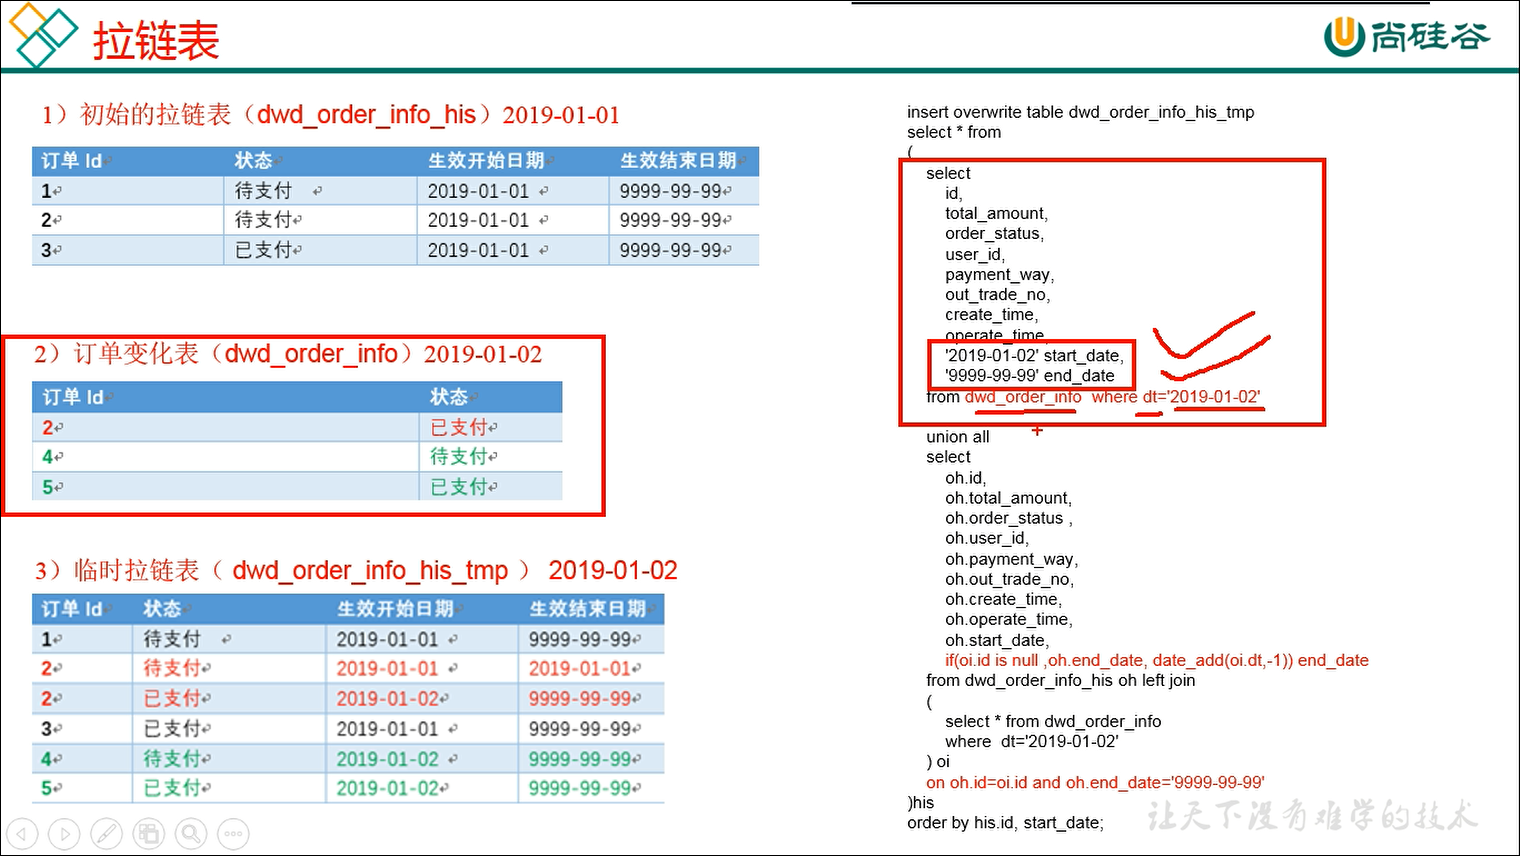 拉链表
尚硅谷
1）初始的拉链表（dwd_order_info_his）2019-01-01
订单 Id 状态 生效开始日期 生效结束日期
1 待支付 2019-01-01 9999-99-99
2 待支付 2019-01-01 9999-99-99
3 已支付 2019-01-01 9999-99-99
2）订单变化表（dwd_order_info）2019-01-02
订单 Id 状态
2 已支付
4 待支付
5 已支付
3）临时拉链表（ dwd_order_info_his_tmp ） 2019-01-02
订单 Id 状态 生效开始日期 生效结束日期
1 待支付 2019-01-01 9999-99-99
2 待支付 2019-01-01 2019-01-01
2 已支付 2019-01-02 9999-99-99
3 已支付 2019-01-01 9999-99-99
4 待支付 2019-01-02 9999-99-99
5 已支付 2019-01-02 9999-99-99
insert overwrite table dwd_order_info_his_tmp
select * from
(
select
id,
total_amount,
order_status,
user_id,
payment_way,
out_trade_no,
create_time,
operate_time,
'2019-01-02' start_date,
'9999-99-99' end_date
from dwd_order_info where dt='2019-01-02'
union all
select
oh.id,
oh.total_amount,
oh.order_status ,
oh.user_id,
oh.payment_way,
oh.out_trade_no,
oh.create_time,
oh.operate_time,
oh.start_date,
if(oi.id is null ,oh.end_date, date_add(oi.dt,-1)) end_date
from dwd_order_info_his oh left join
(
select * from dwd_order_info
where dt='2019-01-02'
) oi
on oh.id=oi.id and oh.end_date='9999-99-99'
)his
order by his.id, start_date;
让天下没有难学的技术